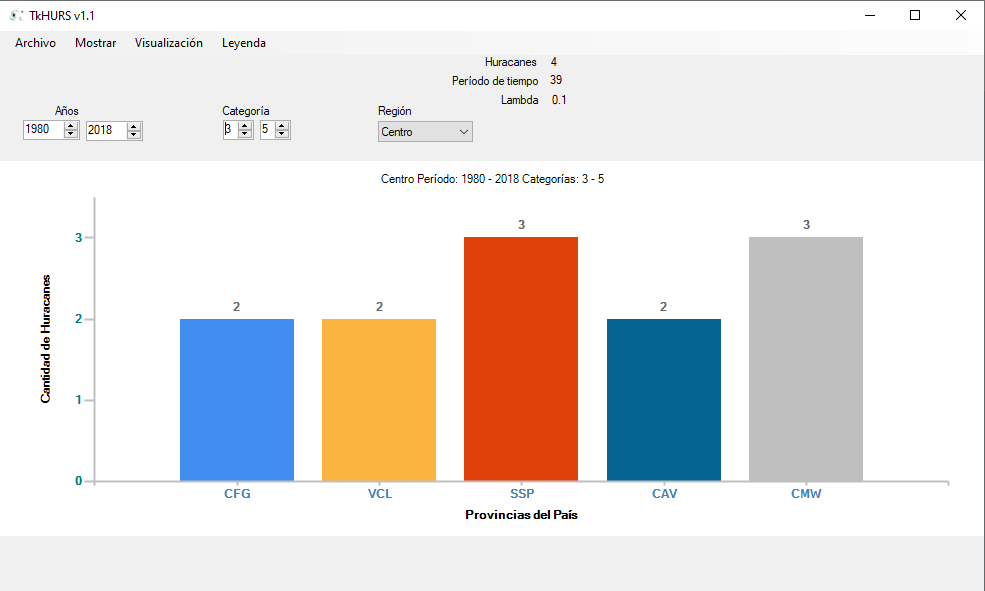 TkHURS v1.1
Archivo Mostrar Visualización Leyenda
Huracanes 4
Período de tiempo 39
Lambda 0.1
Años Categoría Región
1980 2018 3 5 Centro
Centro Período: 1980 - 2018 Categorías: 3 - 5
Cantidad de Huracanes
3
2
1
0
2 2 3 2 3
CFG VCL SSP CAV CMW
Provincias del País